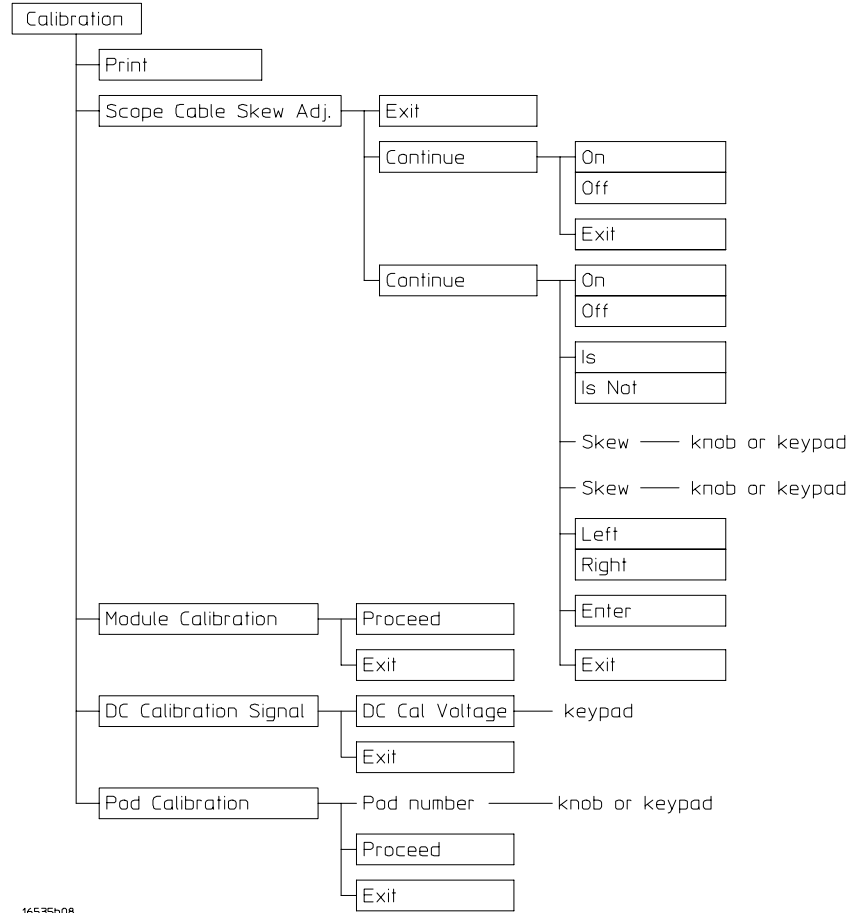 Calibration
Print
Scope Cable Skew Adj.
Exit
Continue
On
Off
Exit
Continue
On
Off
Is
Is Not
Skew knob or keypad
Skew knob or keypad
Left
Right
Enter
Exit
Module Calibration
Proceed
Exit
DC Calibration Signal
DC Cal Voltage
keypad
Exit
Pod Calibration
Pod number
knob or keypad
Proceed
Exit
16535b08